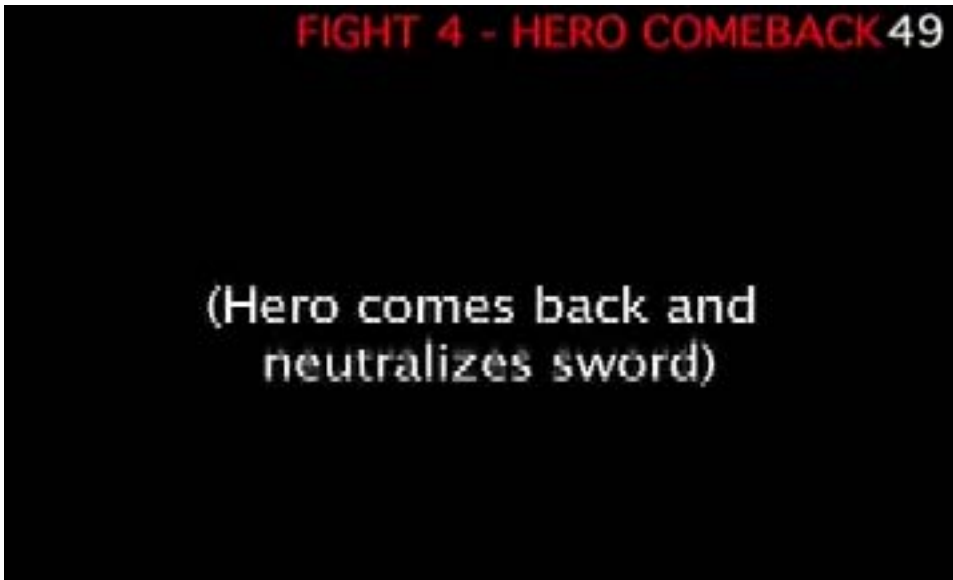 FIGHT 4 - HERO COMEBACK 49
(Hero comes back and
neutralizes sword)